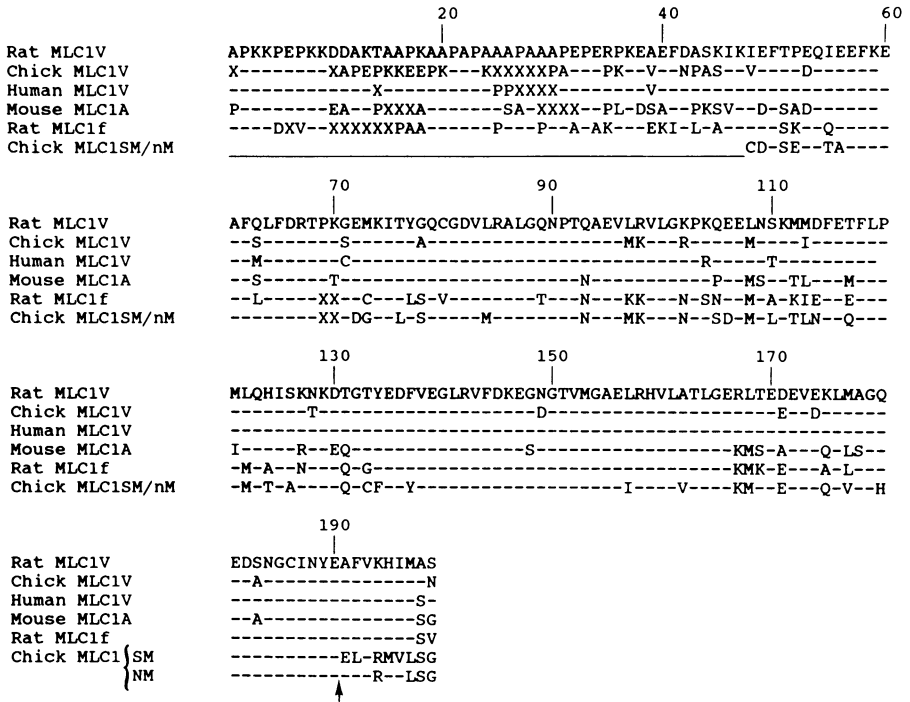 20 40 60
Rat MLC1V APKKPEPKKDDAKTAAPKAAPAPAAAPAAAPEPERPKEAEFDASKIKIEFTPEQIEEFKE
Chick MLC1V X--------XAPEPKKEEPK----KXXXXXXPA---PK--V--NPAS--V----D------
Human MLC1V -------------X----------PPXXXX--------V---------------------
Mouse MLC1A P--------EA--PXXXA-------SA--XXXX--PL-DSA--PKSV--D-SAD------
Rat MLC1f ----DXV--XXXXXXPAA------P---P--A-AK---EKI-L-A-----SK---Q----
Chick MLC1SM/nM CD-SE--TA----
70 90 110
Rat MLC1V AFQLFDRTPKGEMKITYGQCGDVLRALGQNPTQAEVLRVLGKPKQEELNSKMMDFETFLP
Chick MLC1V --S-------S------A------------------MK---R-----M----I-------
Human MLC1V --M-------C-------------------------------R-----T----------
Mouse MLC1A --S------T----------------------N-----------P--MS--TL---M---
Rat MLC1f --L-----XX--C---LS-V--------T---N---KK---N-SN--M-A-KIE--E---
Chick MLC1SM/nM --------XX-DG--L-S-----M--------N---MK---N--SD-M-L-TLN--Q---
130 150 170
Rat MLC1V MLQHISKNKDTGTYEDFVEGLRVFDKEGNGTVMGAELRHVLATLGERLTEDEVEKLMAGQ
Chick MLC1V -------T--------------------D---------------------E--D------
Human MLC1V ------------------------------------------------------------
Mouse MLC1A I-----R--EQ---------------S------------------KMS-A---Q-LS--
Rat MLC1f -M-A--N---Q-G---------------------------------KMK-E---A-L---
Chick MLC1SM/nM -M-T-A----Q-CF---Y-------------------I----V---KM--E---Q-V--H
190
Rat MLC1V EDSNGCINYEAFVKHIMAS
Chick MLC1V --A---------------N
Human MLC1V -----------------S-
Mouse MLC1A --A--------------SG
Rat MLC1f -----------------SV
Chick MLC1 SM ----------EL-RMVLSG
NM -------------R--LSG